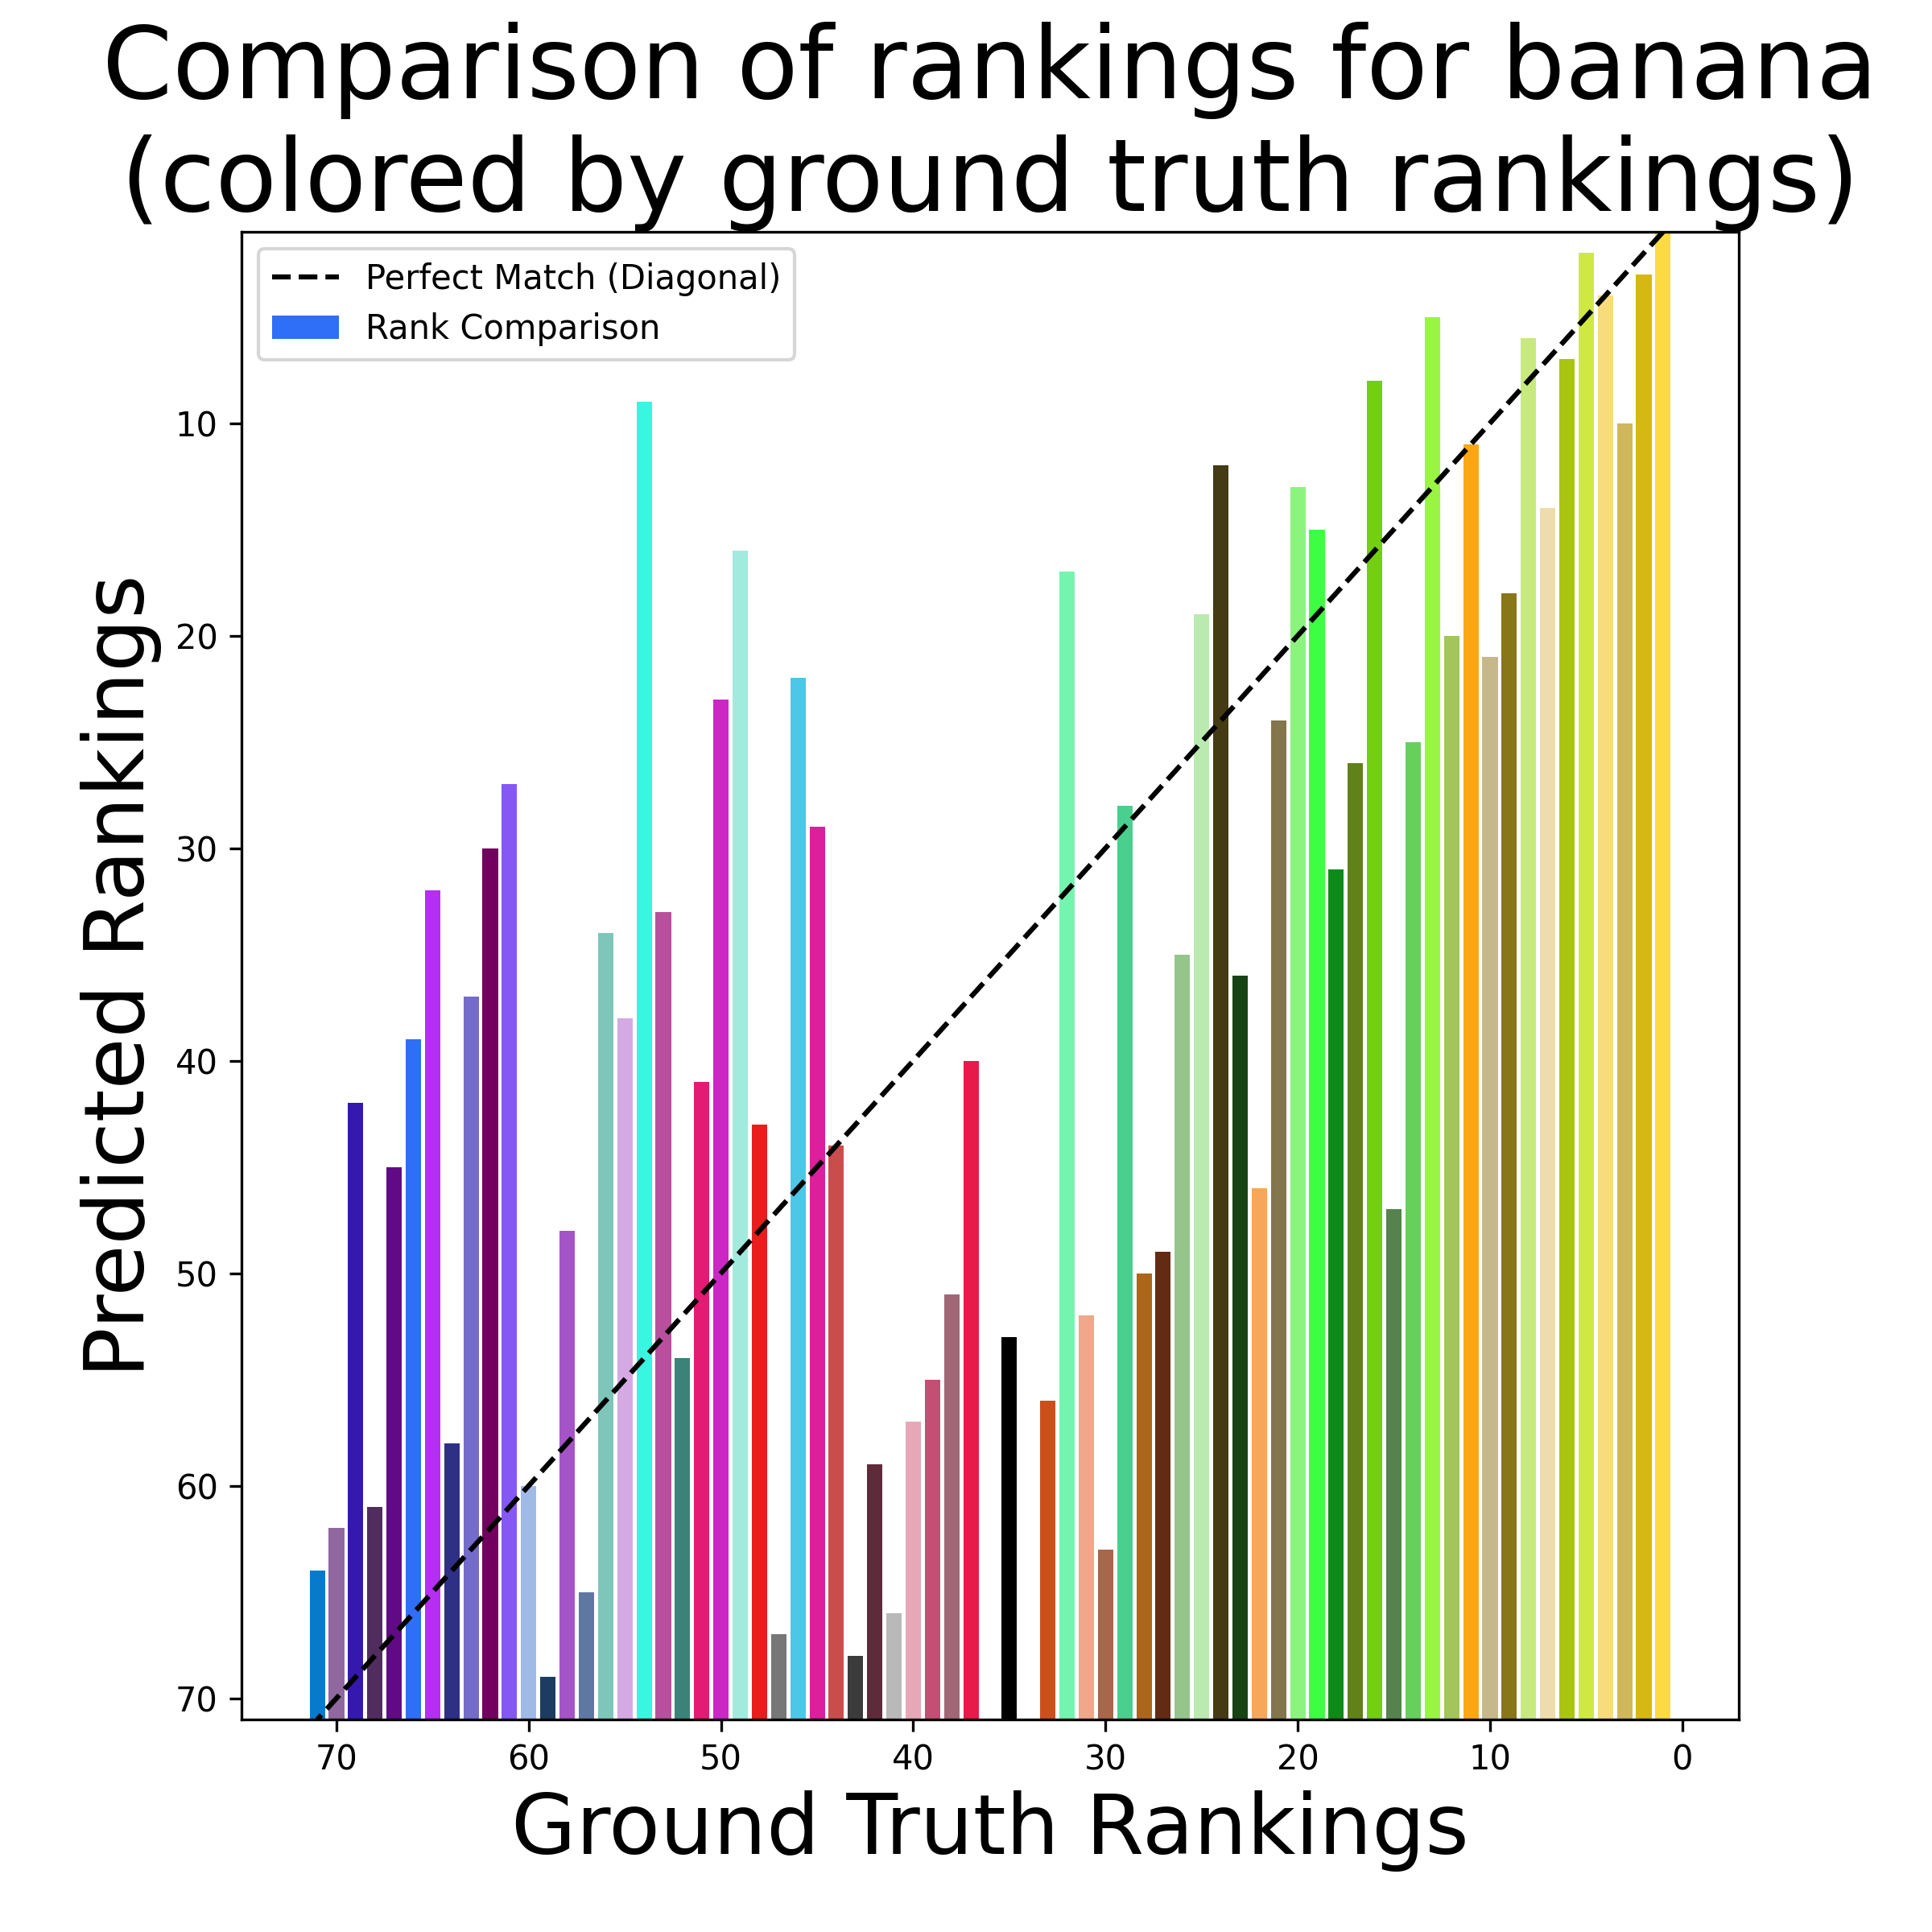 Comparison of rankings for banana
(colored by ground truth rankings)
Perfect Match (Diagonal)
Rank Comparison
10
20
30
40
50
60
70
Predicted Rankings
70
60
50
40
30
20
10
0
Ground Truth Rankings